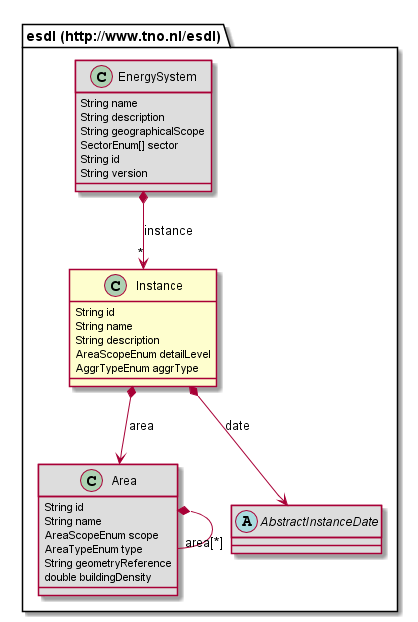 esdl (http://www.tno.nl/esdl)
C EnergySystem
String name
String description
String geographicalScope
SectorEnum[] sector
String id
String version
instance
*
C Instance
String id
String name
String description
AreaScopeEnum detailLevel
AggrTypeEnum aggrType
area
date
C Area
String id
String name
AreaScopeEnum scope
AreaTypeEnum type
String geometryReference
double buildingDensity
area[*]
A AbstractInstanceDate